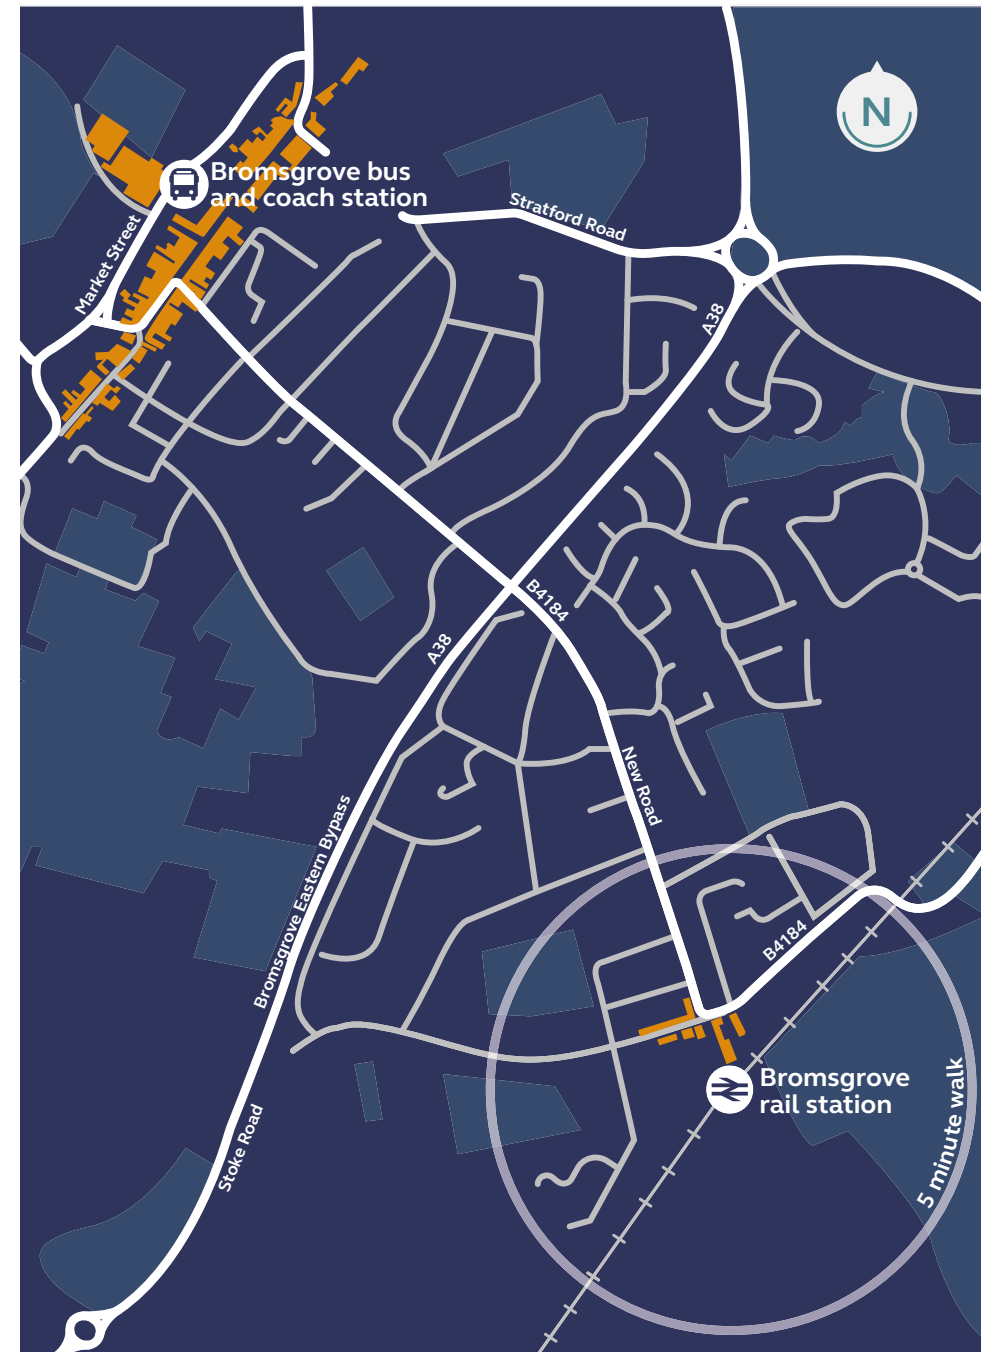 N
Bromsgrove bus
and coach station
Stratford Road
Market Street
A38
B4184
A38
New Road
Bromsgrove Eastern Bypass
B4184
Bromsgrove
rail station
5 minute walk
Stoke Road